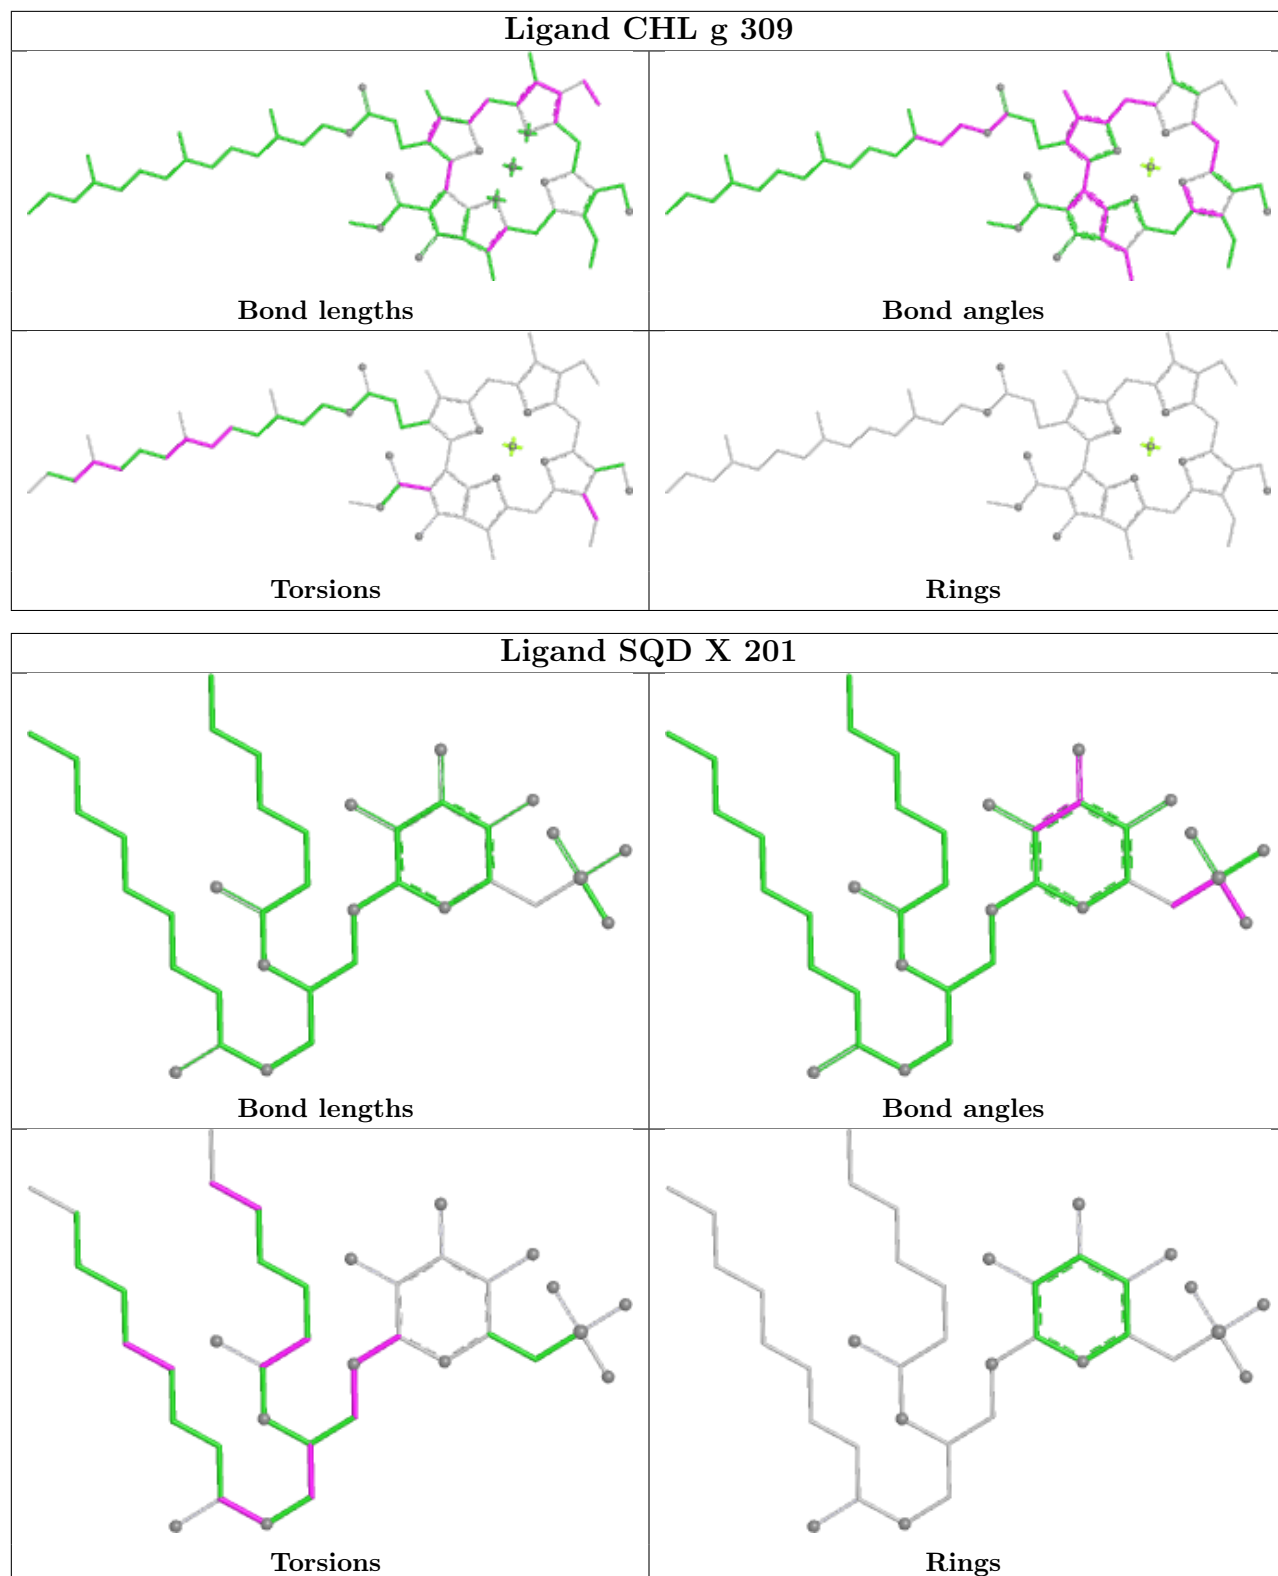 Ligand CHL g 309
Bond lengths
Bond angles
Torsions
Rings
Ligand SQD X 201
Bond lengths
Bond angles
Torsions
Rings